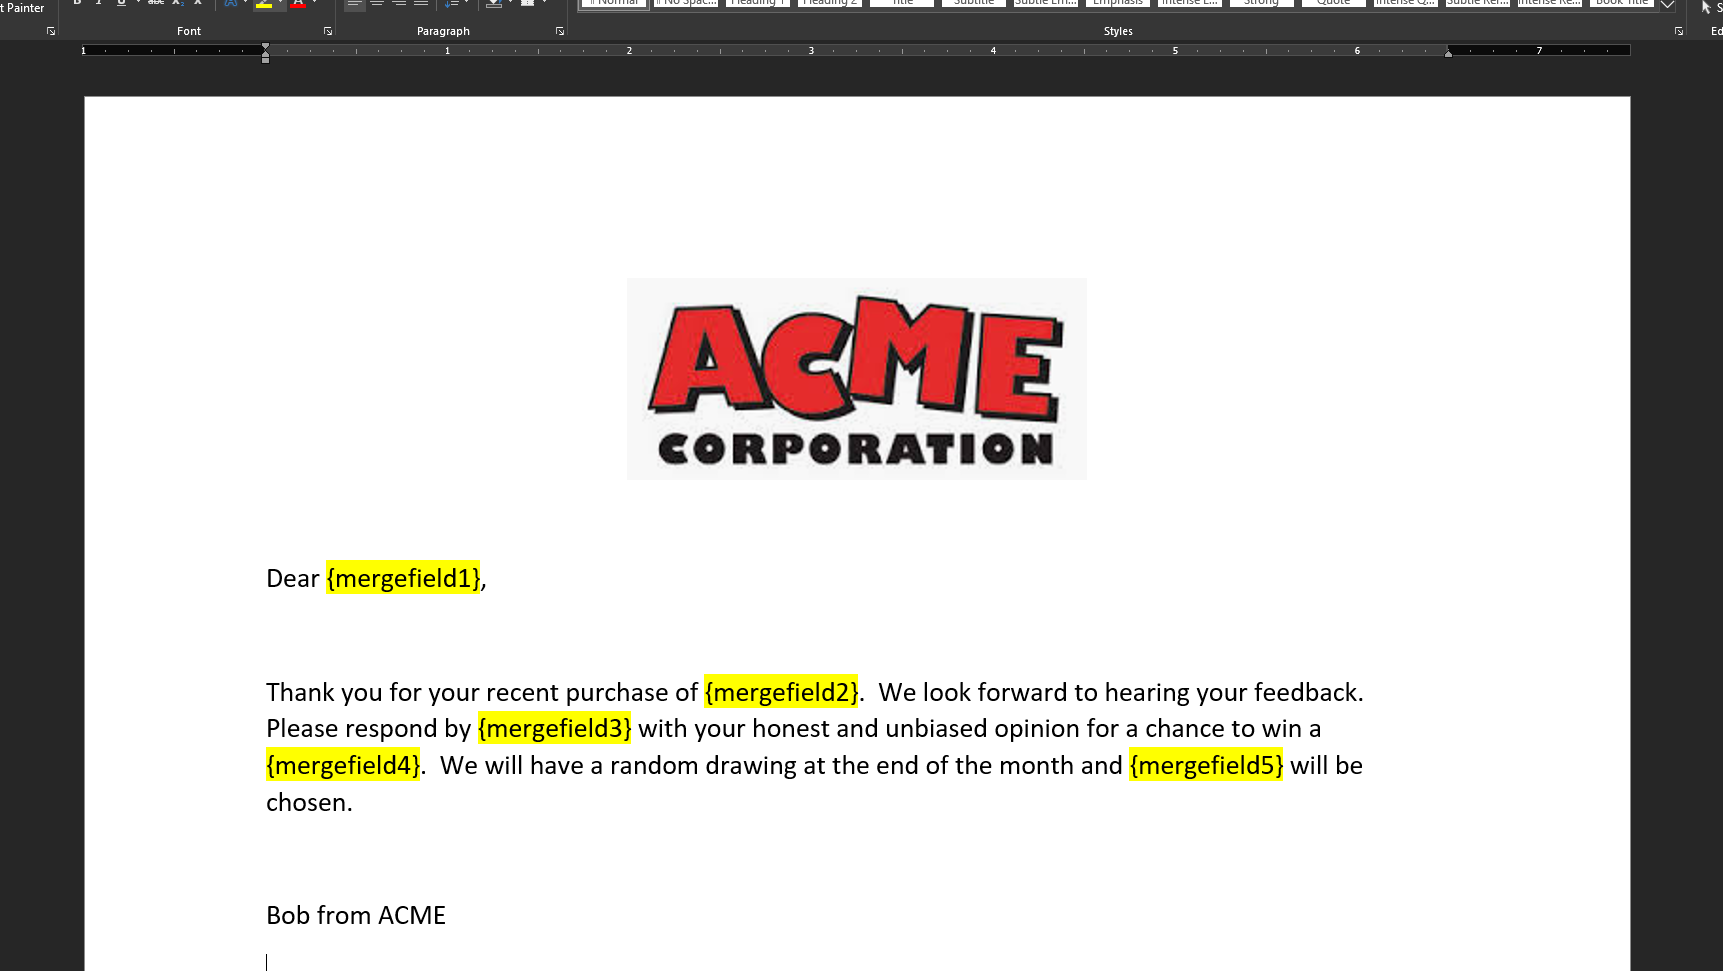 t Painter
Font
Paragraph
Styles
Ed
1 1 2 3 4 5 6 7
Normal No Spac... Heading 1 Heading 2 Title Subtitle Subtle Em... Emphasis Intense E... Strong Quote Intense Q... Subtle Ref... Intense Re... Book Title
ACME
CORPORATION
Dear {mergefield1},
Thank you for your recent purchase of {mergefield2}.  We look forward to hearing your feedback.
Please respond by {mergefield3} with your honest and unbiased opinion for a chance to win a
{mergefield4}.  We will have a random drawing at the end of the month and {mergefield5} will be
chosen.
Bob from ACME